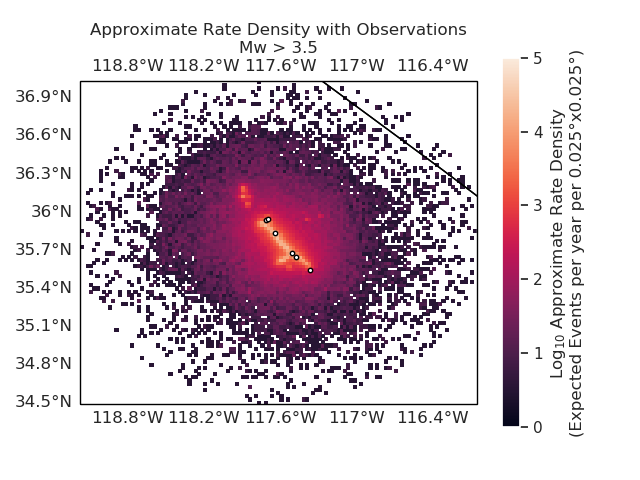 Approximate Rate Density with Observations
Mw > 3.5
118.8°W 118.2°W 117.6°W 117°W 116.4°W
36.9°N
36.6°N
36.3°N
36°N
35.7°N
35.4°N
35.1°N
34.8°N
34.5°N
118.8°W 118.2°W 117.6°W 117°W 116.4°W
5
4
3
2
1
0
Log10 Approximate Rate Density
(Expected Events per year per 0.025°x0.025°)